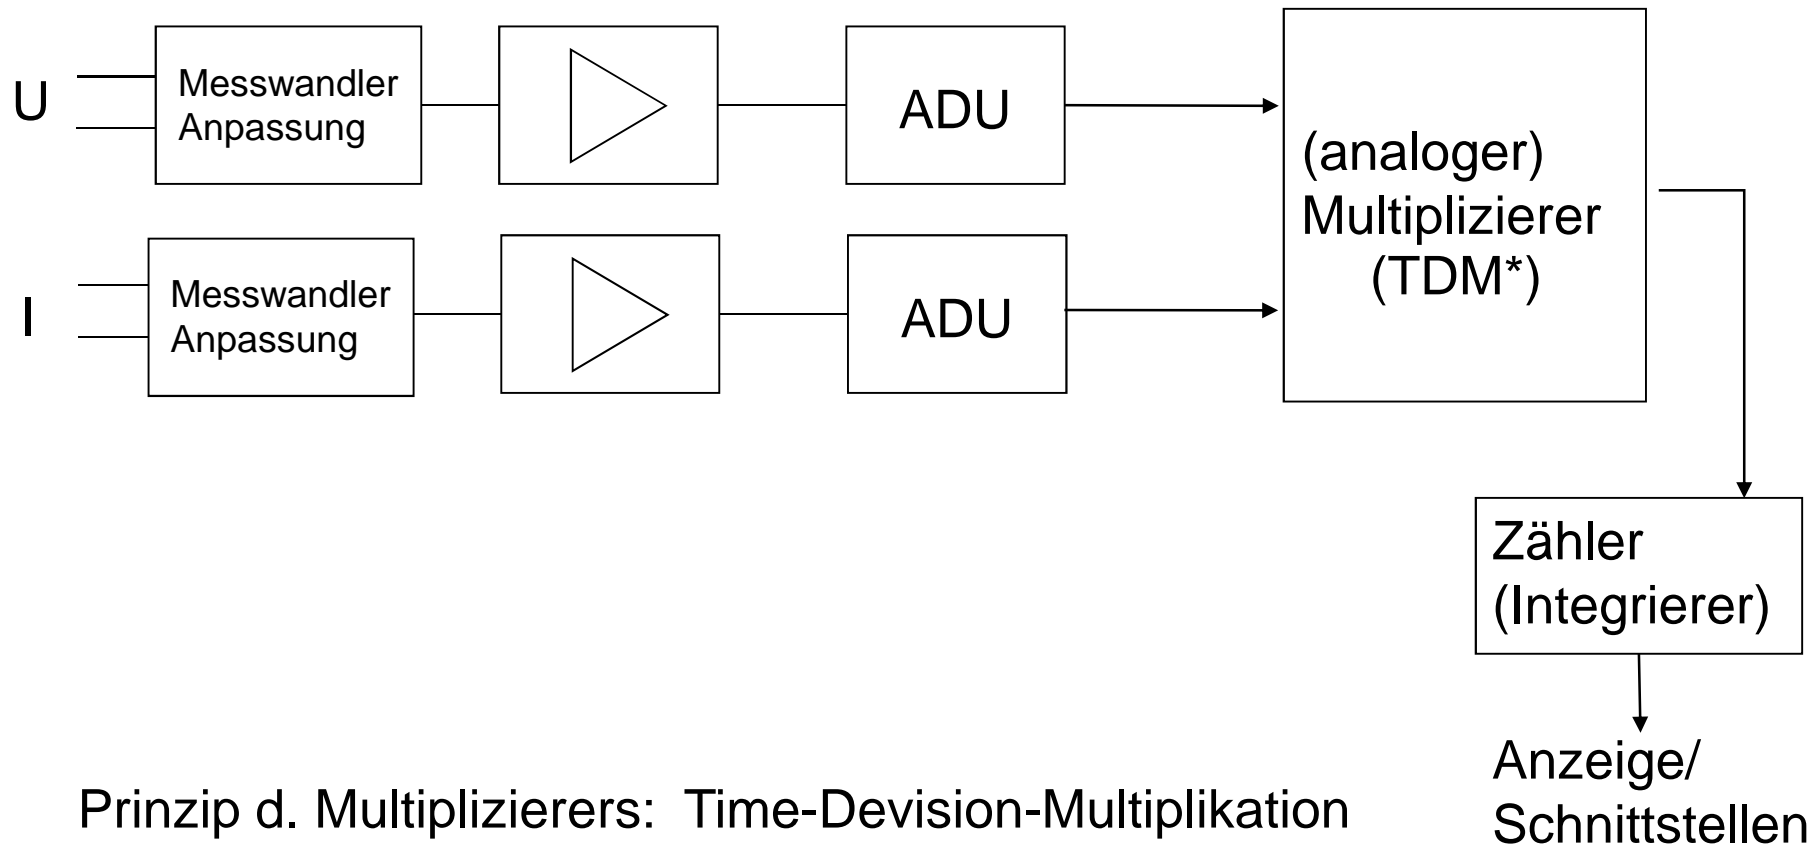 U
Messwandler
Anpassung
ADU
I
Messwandler
Anpassung
ADU
(analoger)
Multiplizierer
(TDM*)
Zähler
(Integrierer)
Anzeige/
Schnittstellen
Prinzip d. Multiplizierers: Time-Devision-Multiplikation